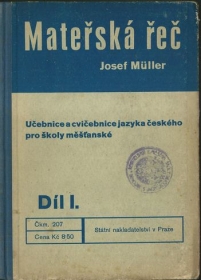 Mateřská řeč
Josef Müller
Učebnice a cvičebnice jazyka českého
pro školy měšťanské
Díl I.
Čkm. 207
Cena Kč 8·50
Státní nakladatelství v Praze